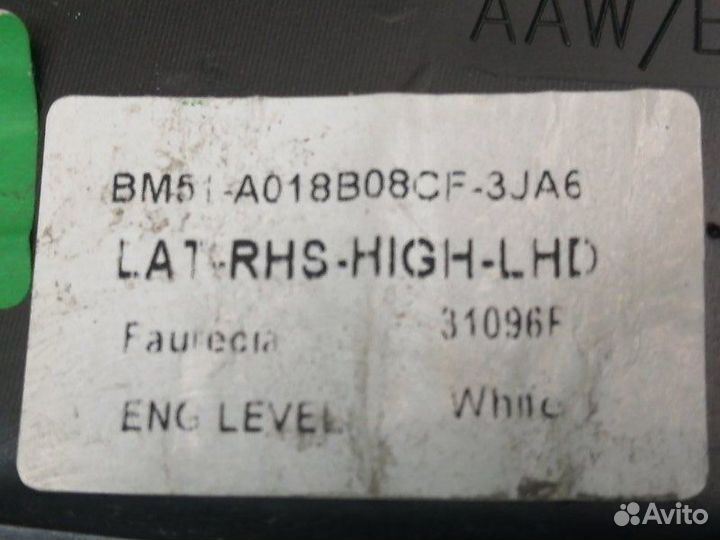 AAW/E
BM51-A018B08CF-3JA6
LAT-RHS-HIGH-LHD
Faurecia 31096F
ENG LEVEL White
Avito